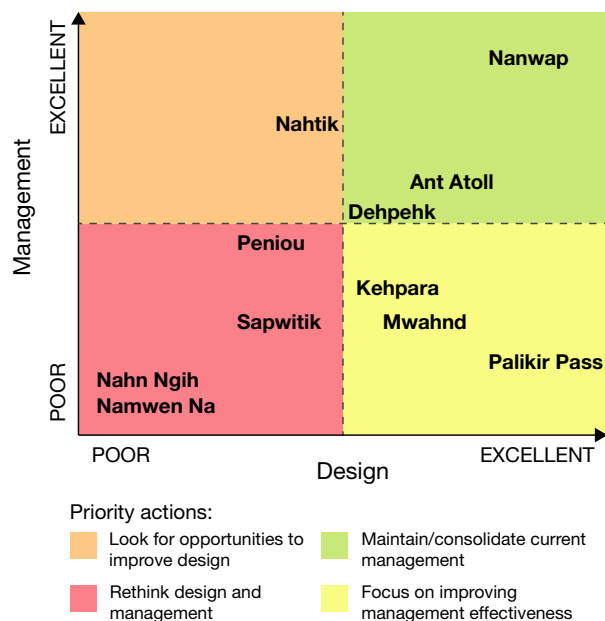 EXCELLENT
Management
POOR
Nanwap
Nahtik
Ant Atoll
Dehpehk
Peniou
Kehpara
Sapwitik
Mwahnd
Palikir Pass
Nahn Ngih
Namwen Na
POOR
EXCELLENT
Design
Priority actions:
Look for opportunities to
improve design
Maintain/consolidate current
management
Rethink design and
management
Focus on improving
management effectiveness